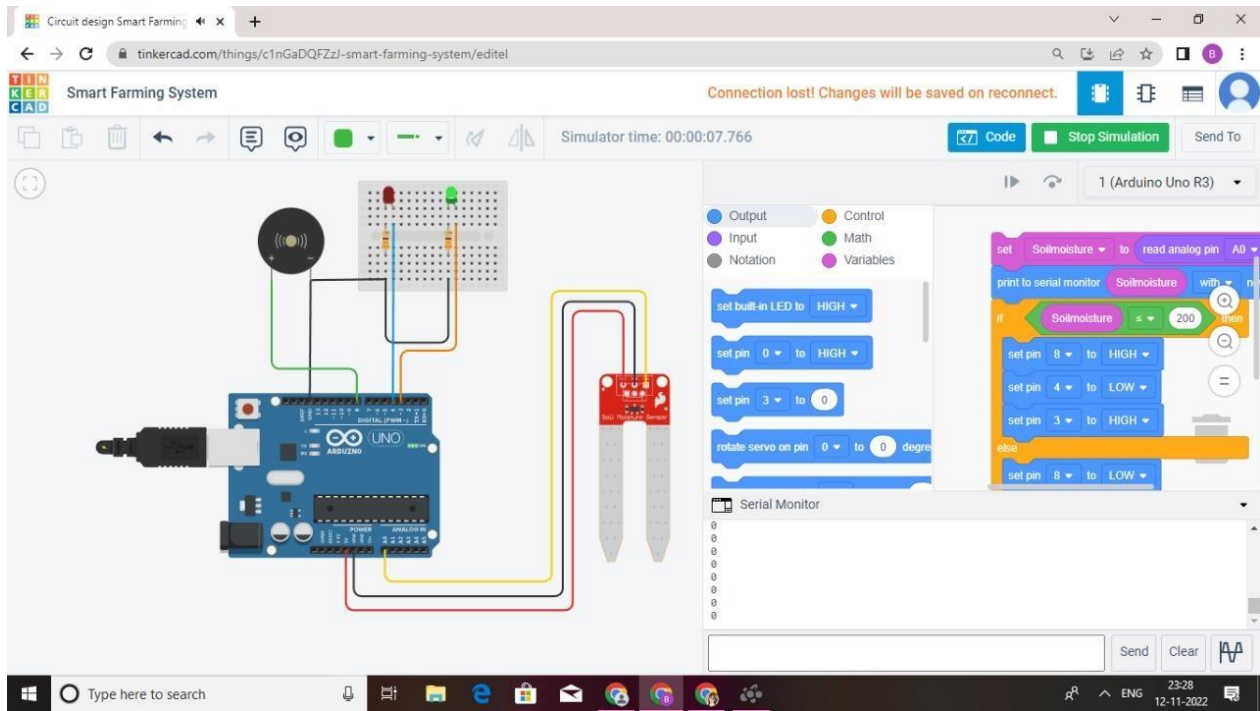 Circuit design Smart Farming
tinkercad.com/things/c1nGaDQFZzJ-smart-farming-system/editel
B
TIN
KER
CAD
Smart Farming System
Connection lost! Changes will be saved on reconnect.
Simulator time: 00:00:07.766
Code
Stop Simulation
Send To
1 (Arduino Uno R3)
Output
Control
Input
Math
Notation
Variables
set built-in LED to HIGH
set pin 0 to HIGH
set pin 3 to 0
rotate servo on pin 0 to 0 degre
set Soilmoisture to read analog pin A0
print to serial monitor Soilmoisture with
if Soilmoisture ≤ 200 then
set pin 8 to HIGH
set pin 4 to LOW
set pin 3 to HIGH
else
set pin 8 to LOW
DIGITAL (PWM~)
UNO
ARDUINO
POWER
ANALOG IN
Soil Moisture Sensor
Serial Monitor
0
0
0
0
0
0
0
0
Send
Clear
Type here to search
ENG
23:28
12-11-2022